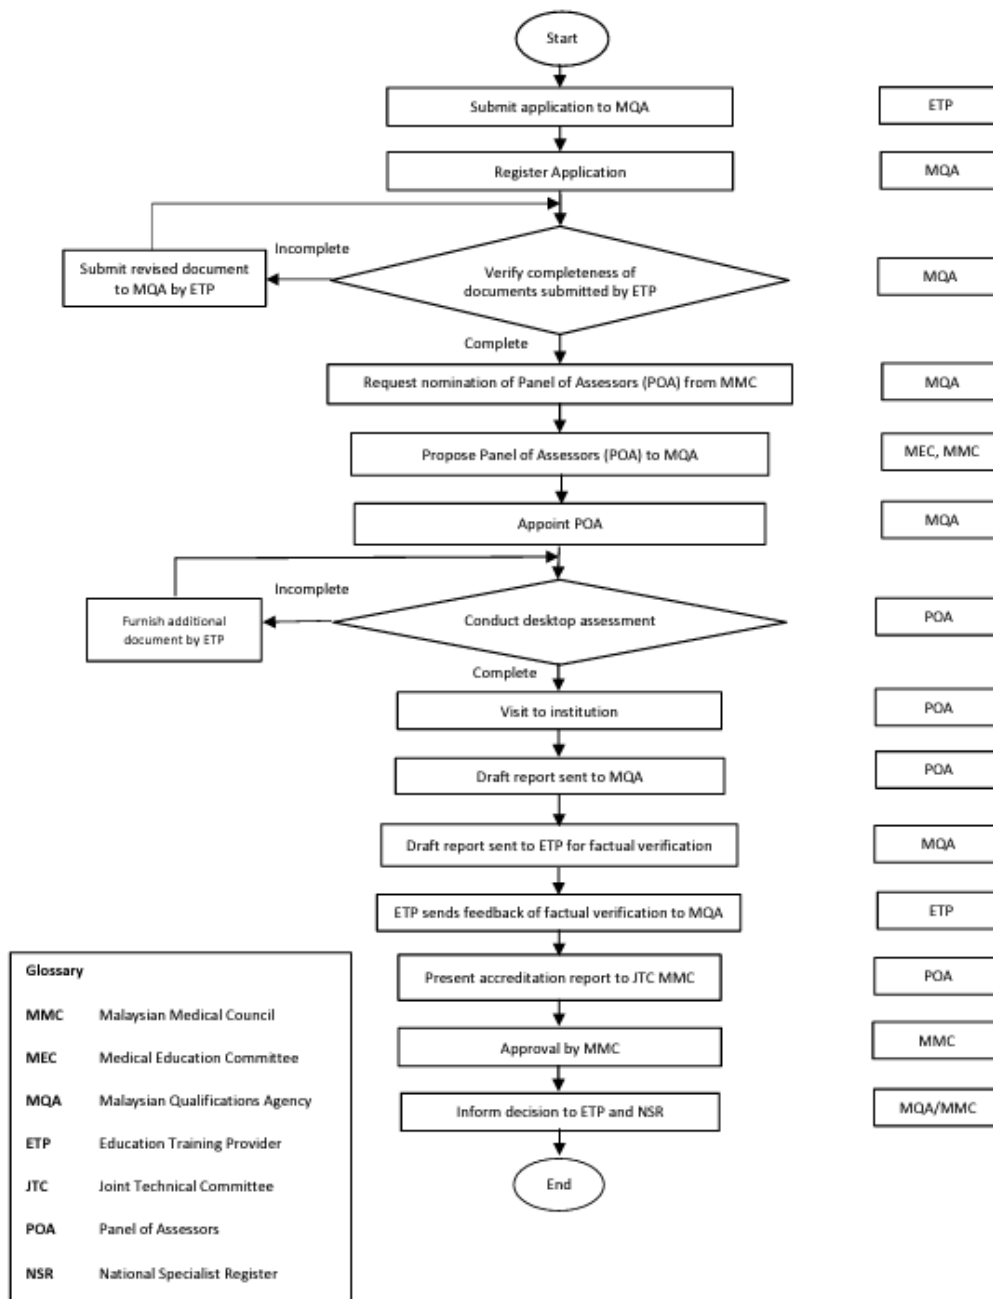 Start
Submit application to MQA
ETP
Register Application
MQA
Incomplete
Submit revised document
to MQA by ETP
Verify completeness of
documents submitted by ETP
MQA
Complete
Request nomination of Panel of Assessors (POA) from MMC
MQA
Propose Panel of Assessors (POA) to MQA
MEC, MMC
Appoint POA
MQA
Incomplete
Furnish additional
document by ETP
Conduct desktop assessment
POA
Complete
Visit to institution
POA
Draft report sent to MQA
POA
Draft report sent to ETP for factual verification
MQA
ETP sends feedback of factual verification to MQA
ETP
Present accreditation report to JTC MMC
POA
Approval by MMC
MMC
Inform decision to ETP and NSR
MQA/MMC
End
Glossary
MMC Malaysian Medical Council
MEC Medical Education Committee
MQA Malaysian Qualifications Agency
ETP Education Training Provider
JTC Joint Technical Committee
POA Panel of Assessors
NSR National Specialist Register